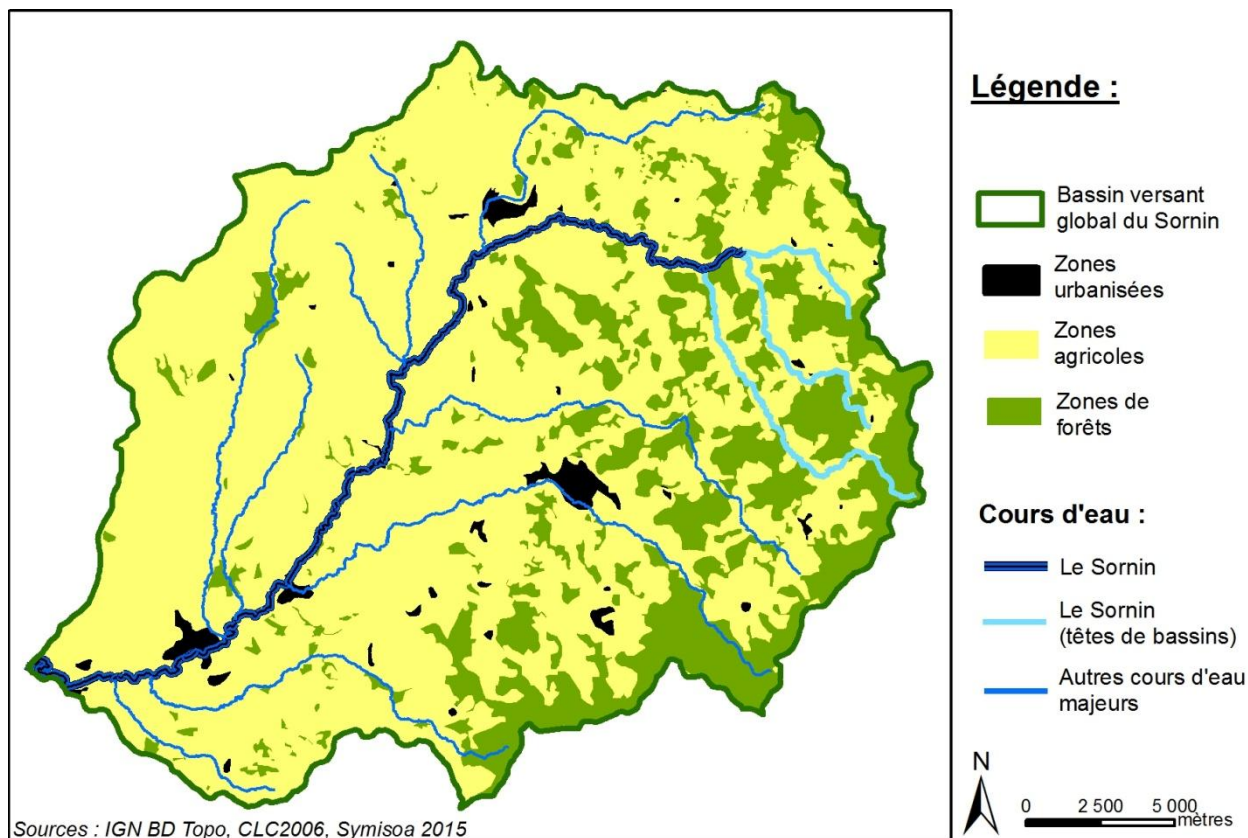 Légende :
Bassin versant
global du Sornin
Zones
urbanisées
Zones
agricoles
Zones de
forêts
Cours d'eau :
Le Sornin
Le Sornin
(têtes de bassins)
Autres cours d'eau
majeurs
N
0 2 500 5 000
mètres
Sources : IGN BD Topo, CLC2006, Symisoa 2015